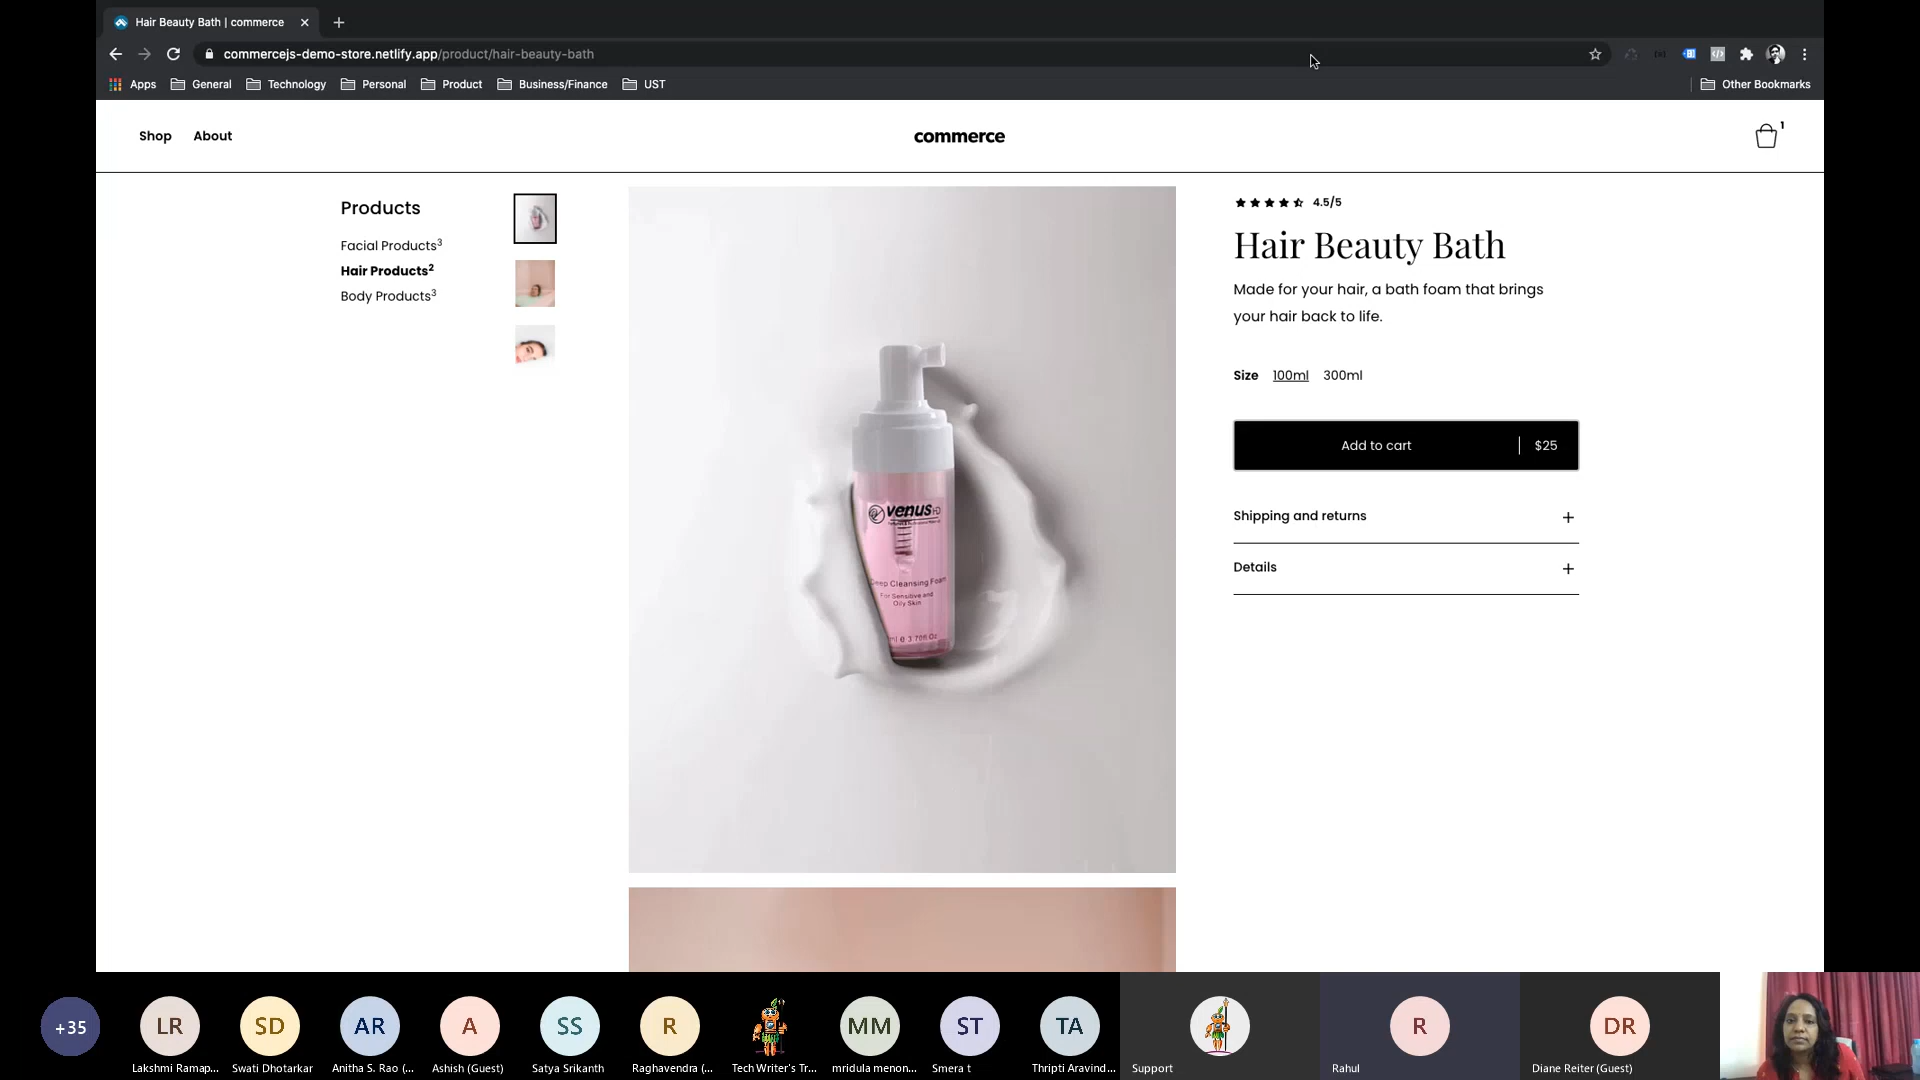 Hair Beauty Bath | commerce
commercejs-demo-store.netlify.app/product/hair-beauty-bath
Apps General Technology Personal Product Business/Finance UST Other Bookmarks
Shop About commerce 1
Products
Facial Products3
Hair Products2
Body Products3
4.5/5
Hair Beauty Bath
Made for your hair, a bath foam that brings
your hair back to life.
Size 100ml 300ml
Add to cart | $25
Shipping and returns +
Details +
venus HD
Deep Cleansing Foam
For Sensitive and
Oily Skin
+35 LR SD AR A SS R MM ST TA R DR
Lakshmi Ramap... Swati Dhotarkar Anitha S. Rao (... Ashish (Guest) Satya Srikanth Raghavendra (... Tech Writer's Tr... mridula menon... Smera t Thripti Aravind... Support Rahul Diane Reiter (Guest)